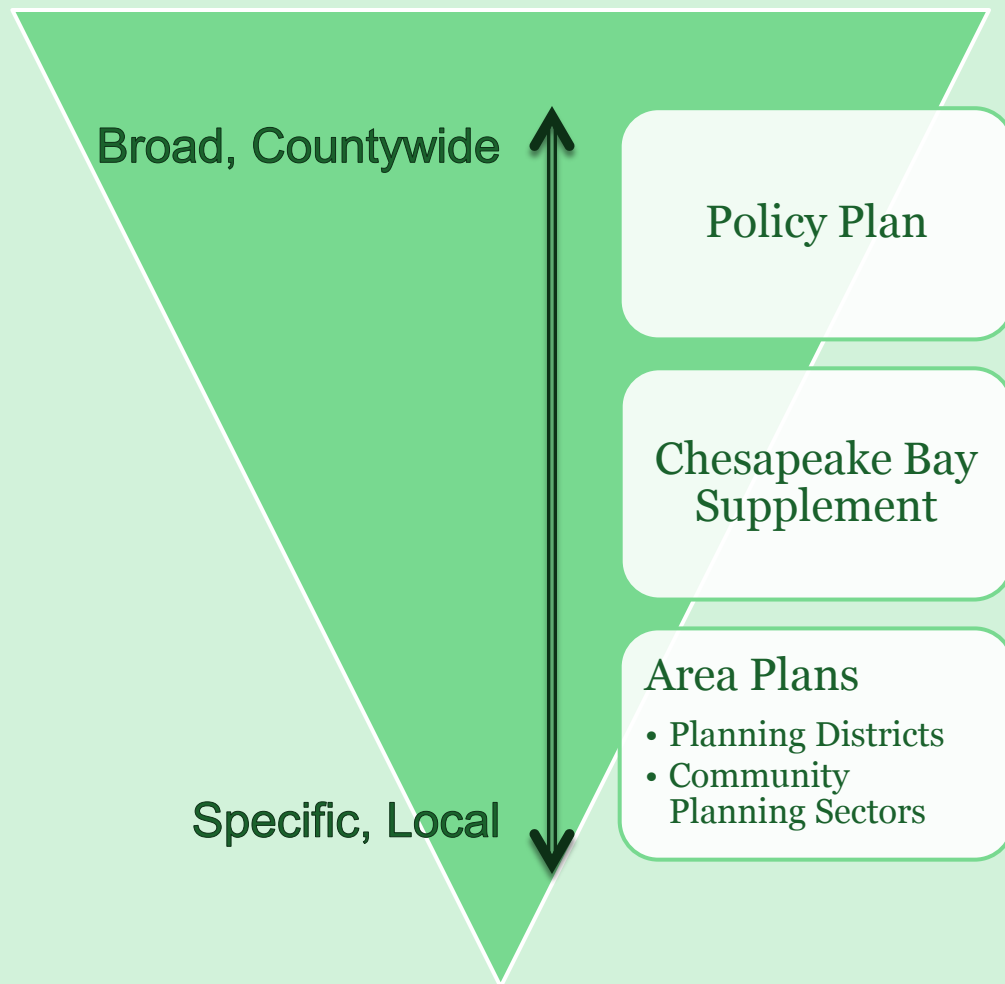 Broad, Countywide
Policy Plan
Chesapeake Bay
Supplement
Area Plans
• Planning Districts
• Community
Planning Sectors
Specific, Local